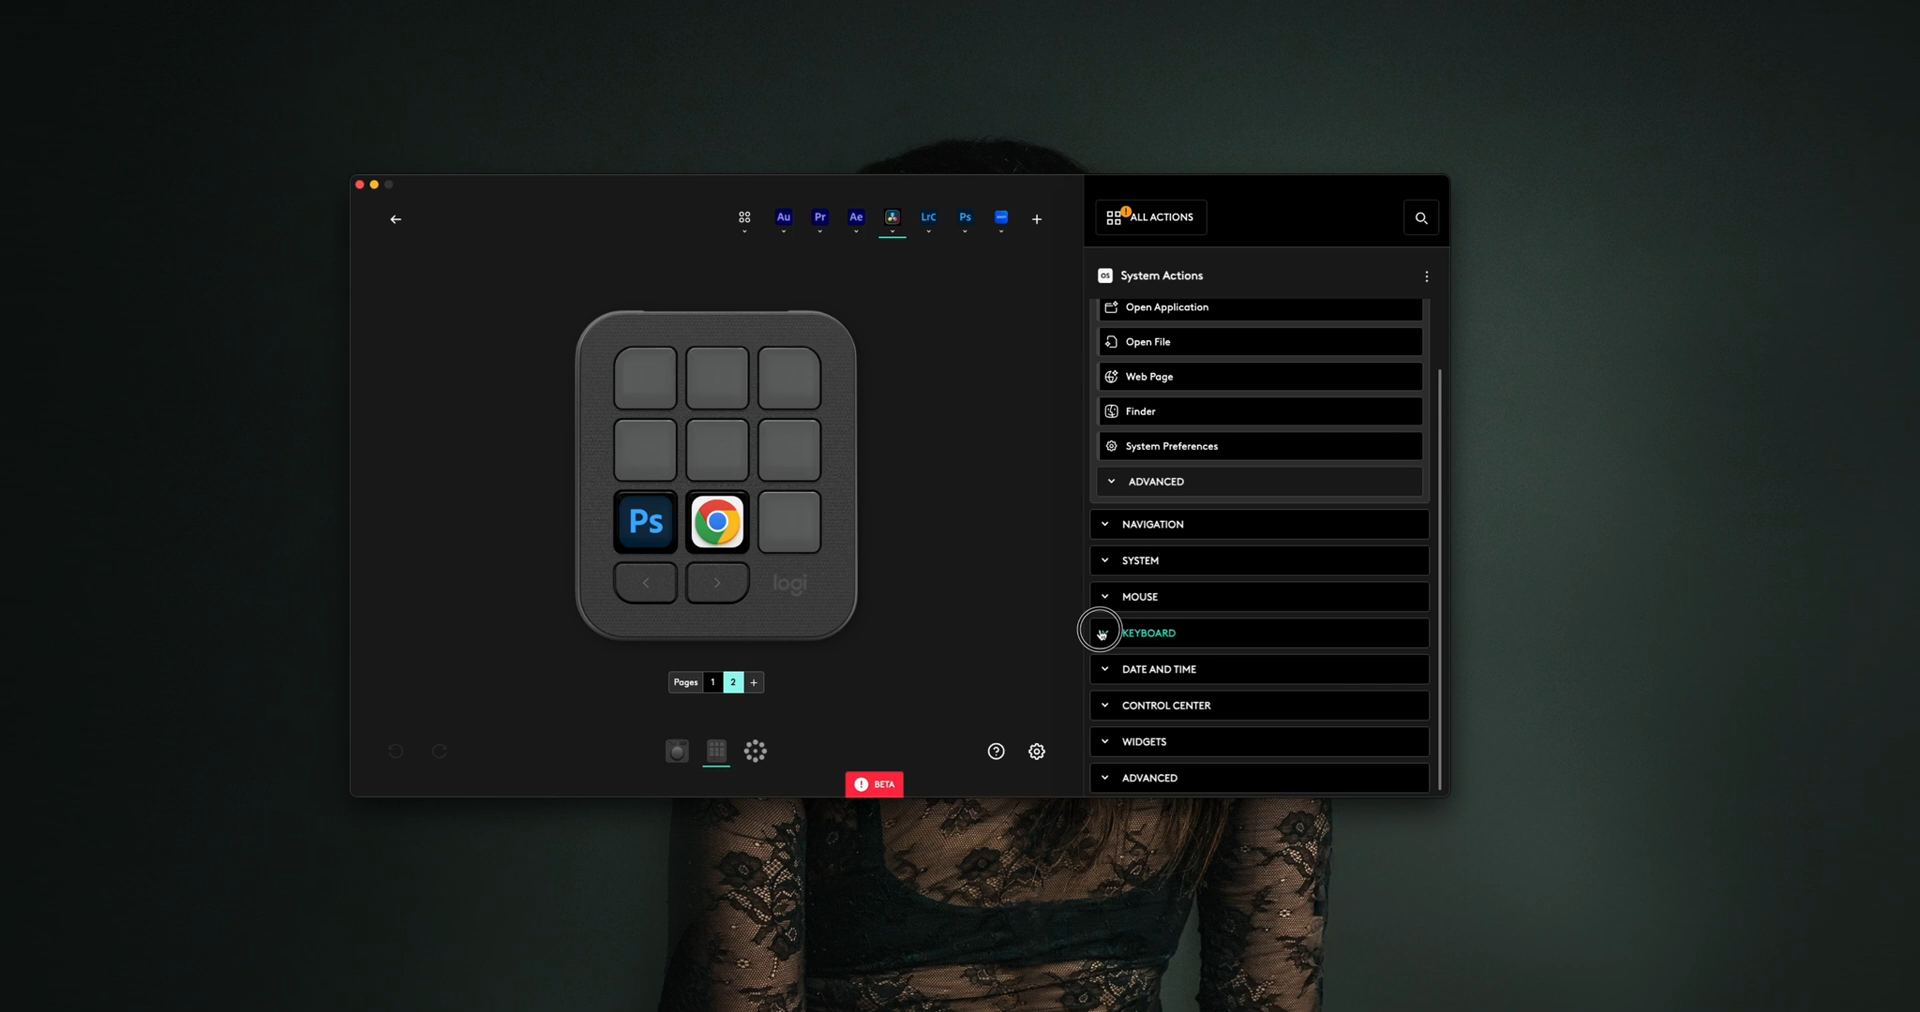 Au Pr Ae LrC Ps
ALL ACTIONS
OS System Actions
Open Application
Open File
Web Page
Finder
System Preferences
ADVANCED
NAVIGATION
SYSTEM
MOUSE
KEYBOARD
DATE AND TIME
CONTROL CENTER
WIDGETS
ADVANCED
Ps
logi
Pages 1 2 +
BETA